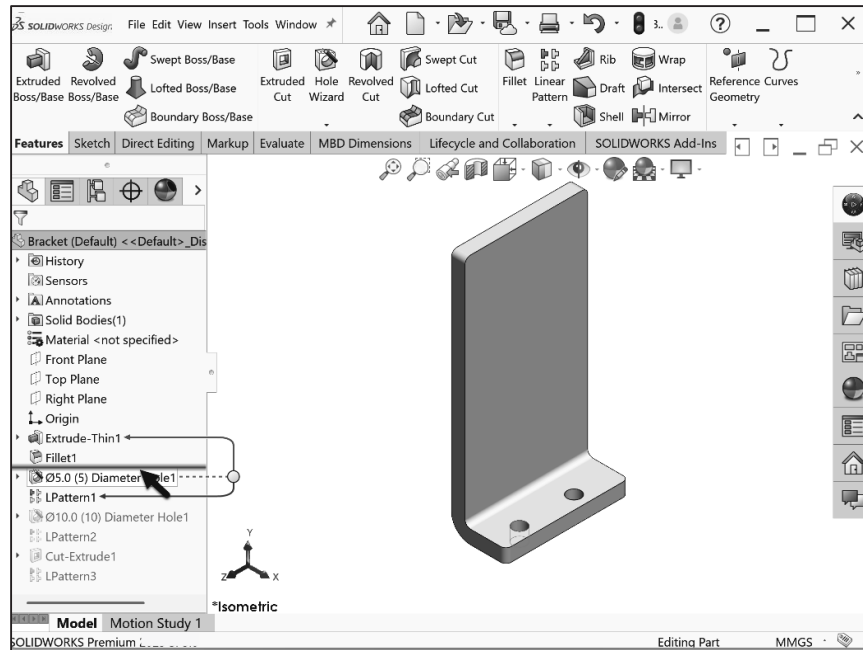 SOLIDWORKS Design File Edit View Insert Tools Window 3..
Extruded Boss/Base
Revolved Boss/Base
Swept Boss/Base
Lofted Boss/Base
Boundary Boss/Base
Extruded Cut
Hole Wizard
Revolved Cut
Swept Cut
Lofted Cut
Boundary Cut
Fillet
Linear Pattern
Rib
Draft
Shell
Wrap
Intersect
Mirror
Reference Geometry
Curves
Features Sketch Direct Editing Markup Evaluate MBD Dimensions Lifecycle and Collaboration SOLIDWORKS Add-Ins
Bracket (Default) <<Default>_Dis
History
Sensors
Annotations
Solid Bodies(1)
Material <not specified>
Front Plane
Top Plane
Right Plane
Origin
Extrude-Thin1
Fillet1
Ø5.0 (5) Diameter Hole1
LPattern1
Ø10.0 (10) Diameter Hole1
LPattern2
Cut-Extrude1
LPattern3
Y
Z X
*Isometric
Model Motion Study 1
SOLIDWORKS Premium Editing Part MMGS